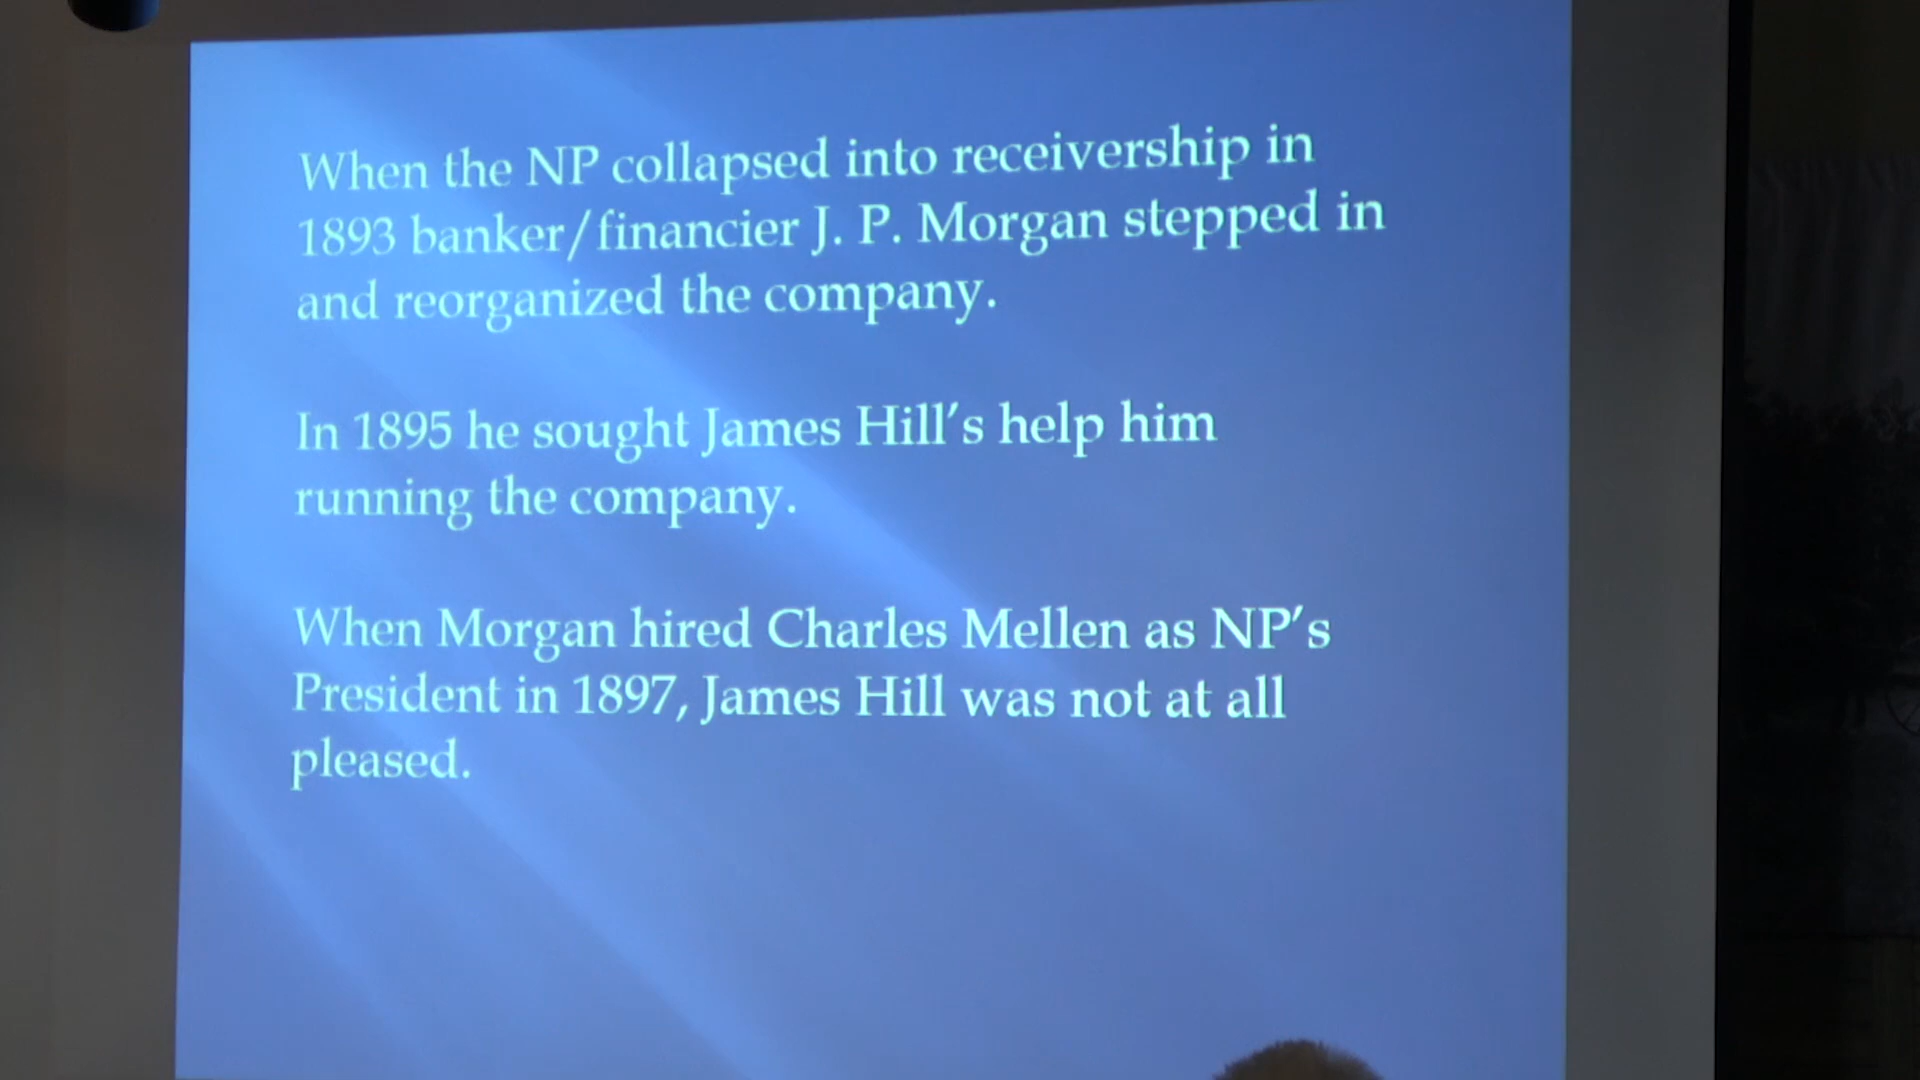 When the NP collapsed into receivership in
1893 banker/financier J. P. Morgan stepped in
and reorganized the company.
In 1895 he sought James Hill's help him
running the company.
When Morgan hired Charles Mellen as NP's
President in 1897, James Hill was not at all
pleased.